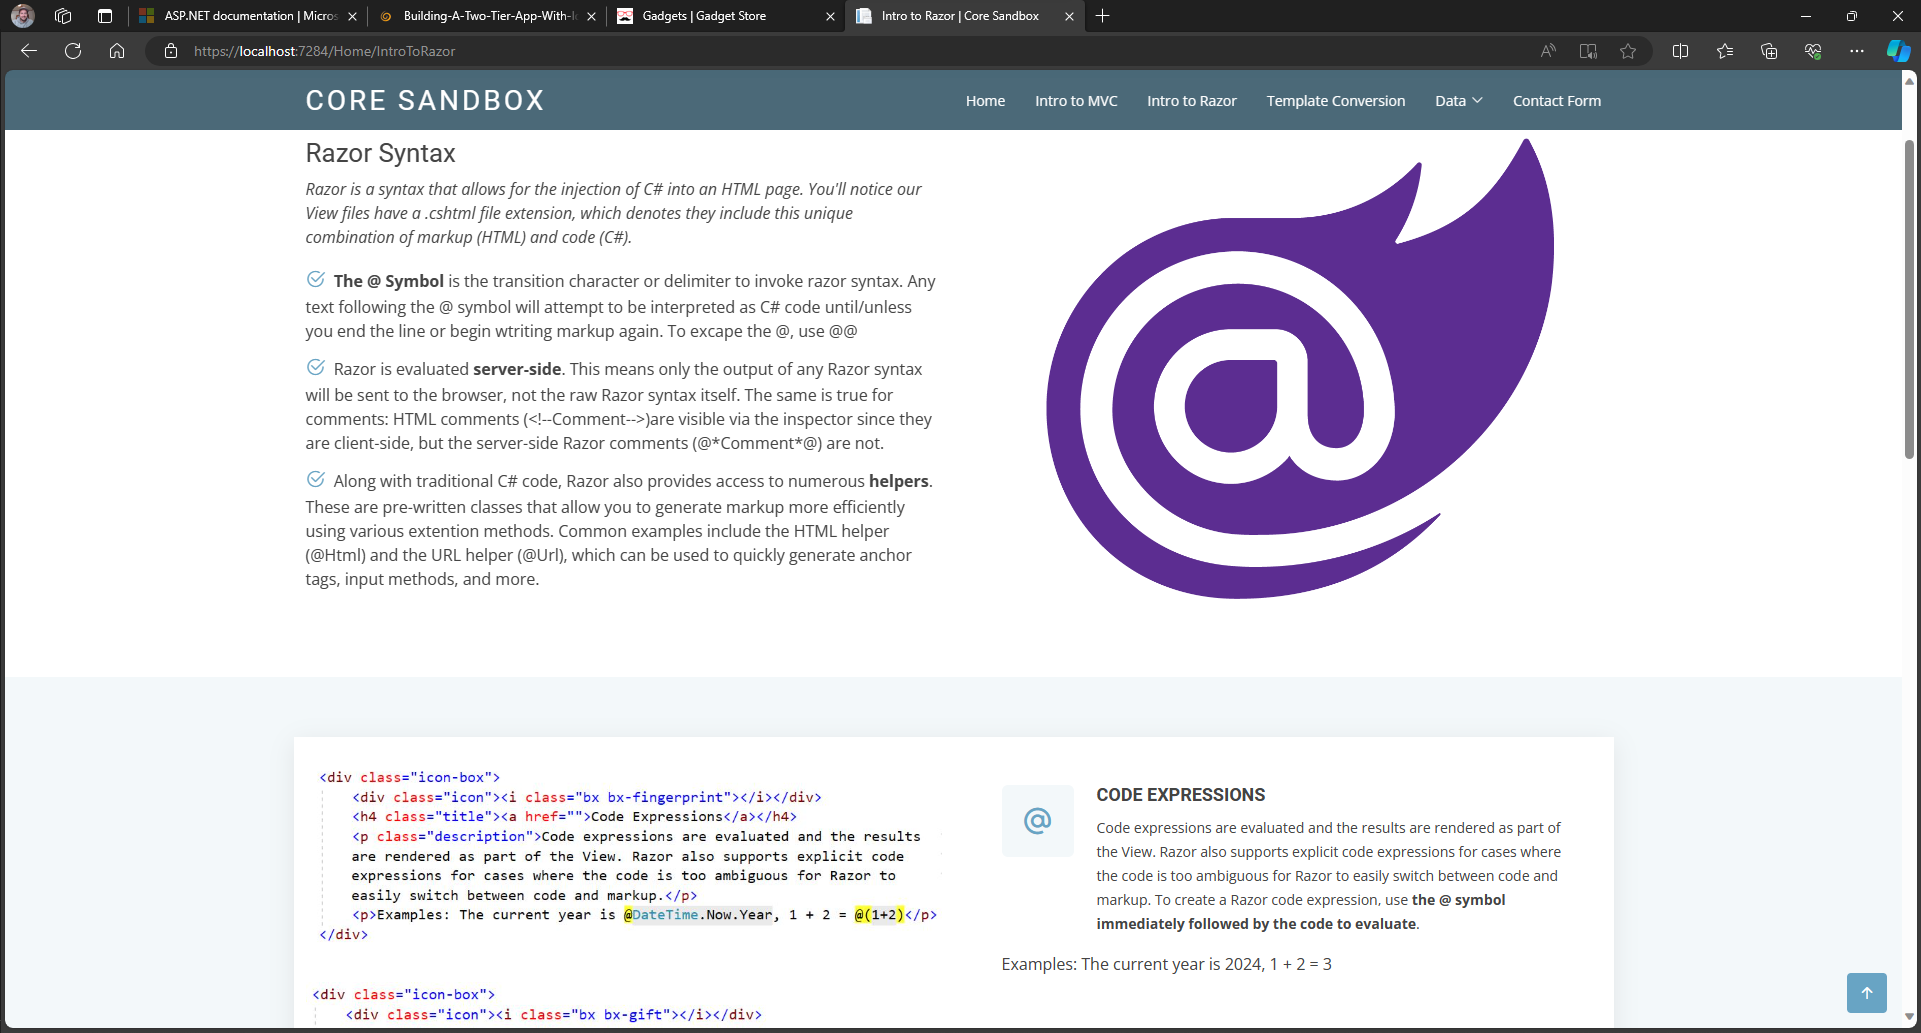 ASP.NET documentation | Micros
Building-A-Two-Tier-App-With-
Gadgets | Gadget Store
Intro to Razor | Core Sandbox
https://localhost:7284/Home/IntroToRazor
CORE SANDBOX
Home
Intro to MVC
Intro to Razor
Template Conversion
Data
Contact Form
Razor Syntax
Razor is a syntax that allows for the injection of C# into an HTML page. You'll notice our
View files have a .cshtml file extension, which denotes they include this unique
combination of markup (HTML) and code (C#).
The @ Symbol is the transition character or delimiter to invoke razor syntax. Any
text following the @ symbol will attempt to be interpreted as C# code until/unless
you end the line or begin wtriting markup again. To excape the @, use @@
Razor is evaluated server-side. This means only the output of any Razor syntax
will be sent to the browser, not the raw Razor syntax itself. The same is true for
comments: HTML comments (<!--Comment-->)are visible via the inspector since they
are client-side, but the server-side Razor comments (@*Comment*@) are not.
Along with traditional C# code, Razor also provides access to numerous helpers.
These are pre-written classes that allow you to generate markup more efficiently
using various extention methods. Common examples include the HTML helper
(@Html) and the URL helper (@Url), which can be used to quickly generate anchor
tags, input methods, and more.
<div class="icon-box">
<div class="icon"><i class="bx bx-fingerprint"></i></div>
<h4 class="title"><a href="">Code Expressions</a></h4>
<p class="description">Code expressions are evaluated and the results
are rendered as part of the View. Razor also supports explicit code
expressions for cases where the code is too ambiguous for Razor to
easily switch between code and markup.</p>
<p>Examples: The current year is @DateTime.Now.Year, 1 + 2 = @(1+2)</p>
</div>
<div class="icon-box">
<div class="icon"><i class="bx bx-gift"></i></div>
@
CODE EXPRESSIONS
Code expressions are evaluated and the results are rendered as part of
the View. Razor also supports explicit code expressions for cases where
the code is too ambiguous for Razor to easily switch between code and
markup. To create a Razor code expression, use the @ symbol
immediately followed by the code to evaluate.
Examples: The current year is 2024, 1 + 2 = 3